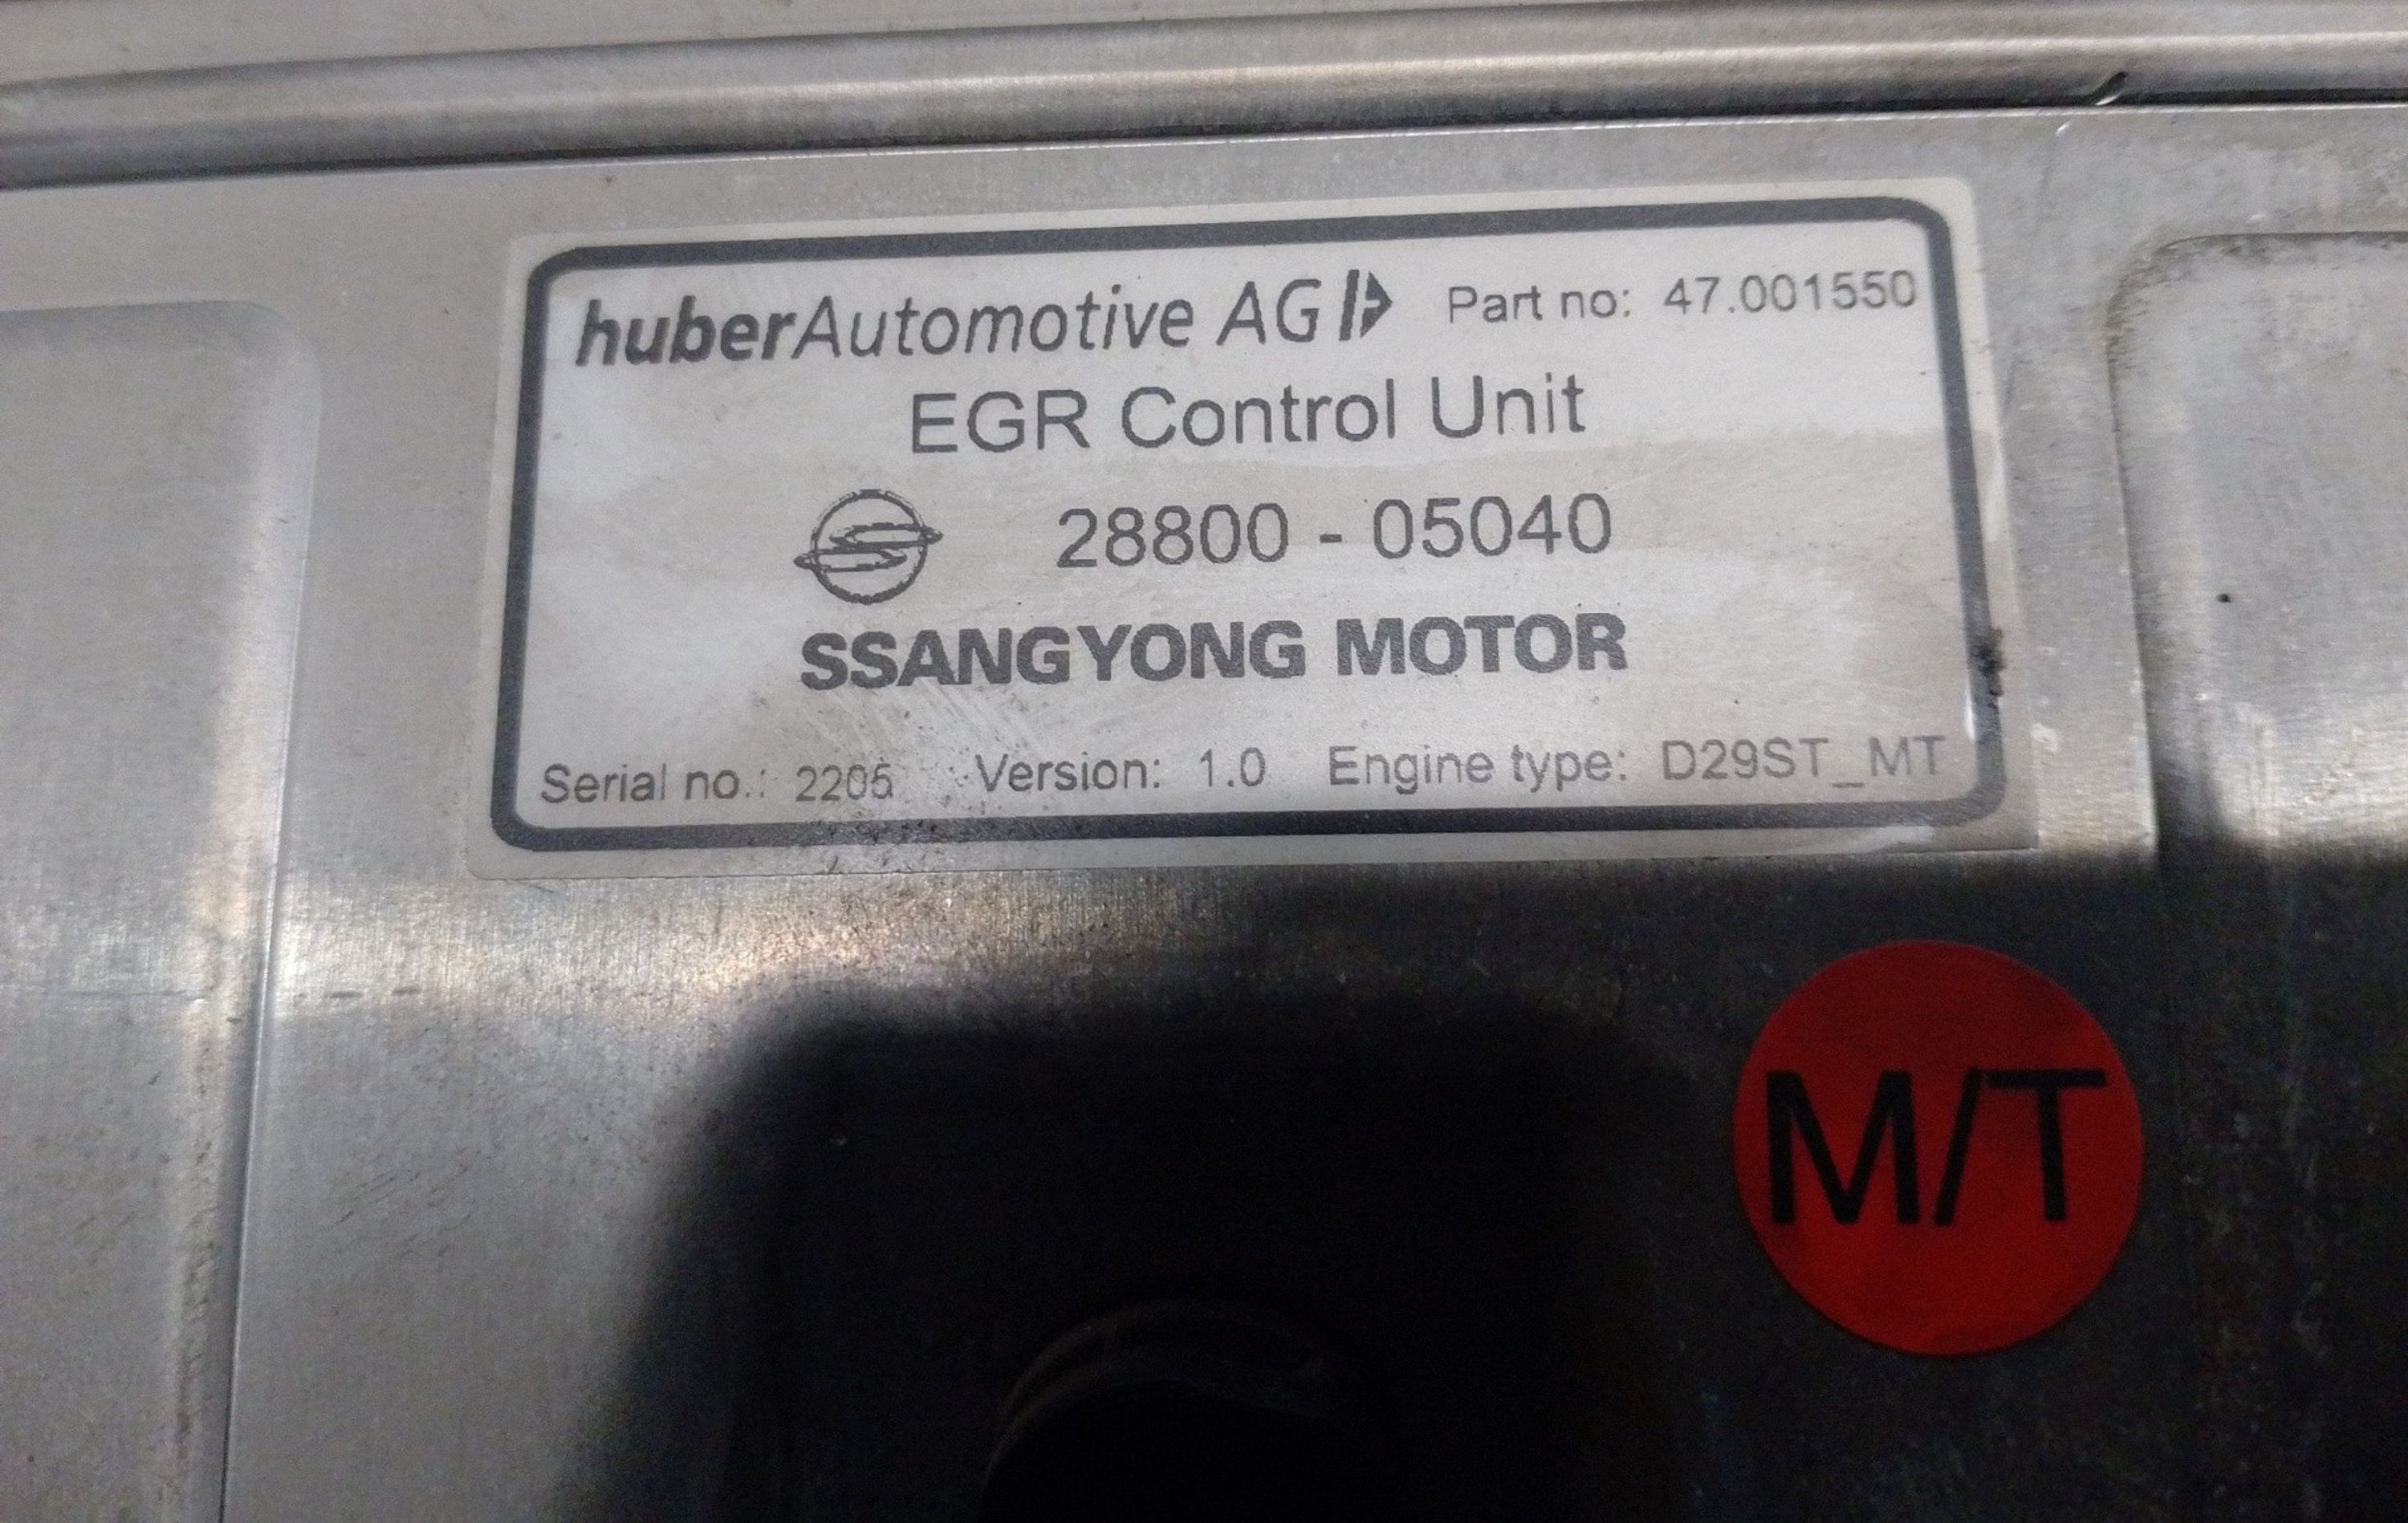 huberAutomotive AG Part no: 47.001550
EGR Control Unit
28800 - 05040
SSANGYONG MOTOR
Serial no.: 2205 Version: 1.0 Engine type: D29ST_MT
M/T